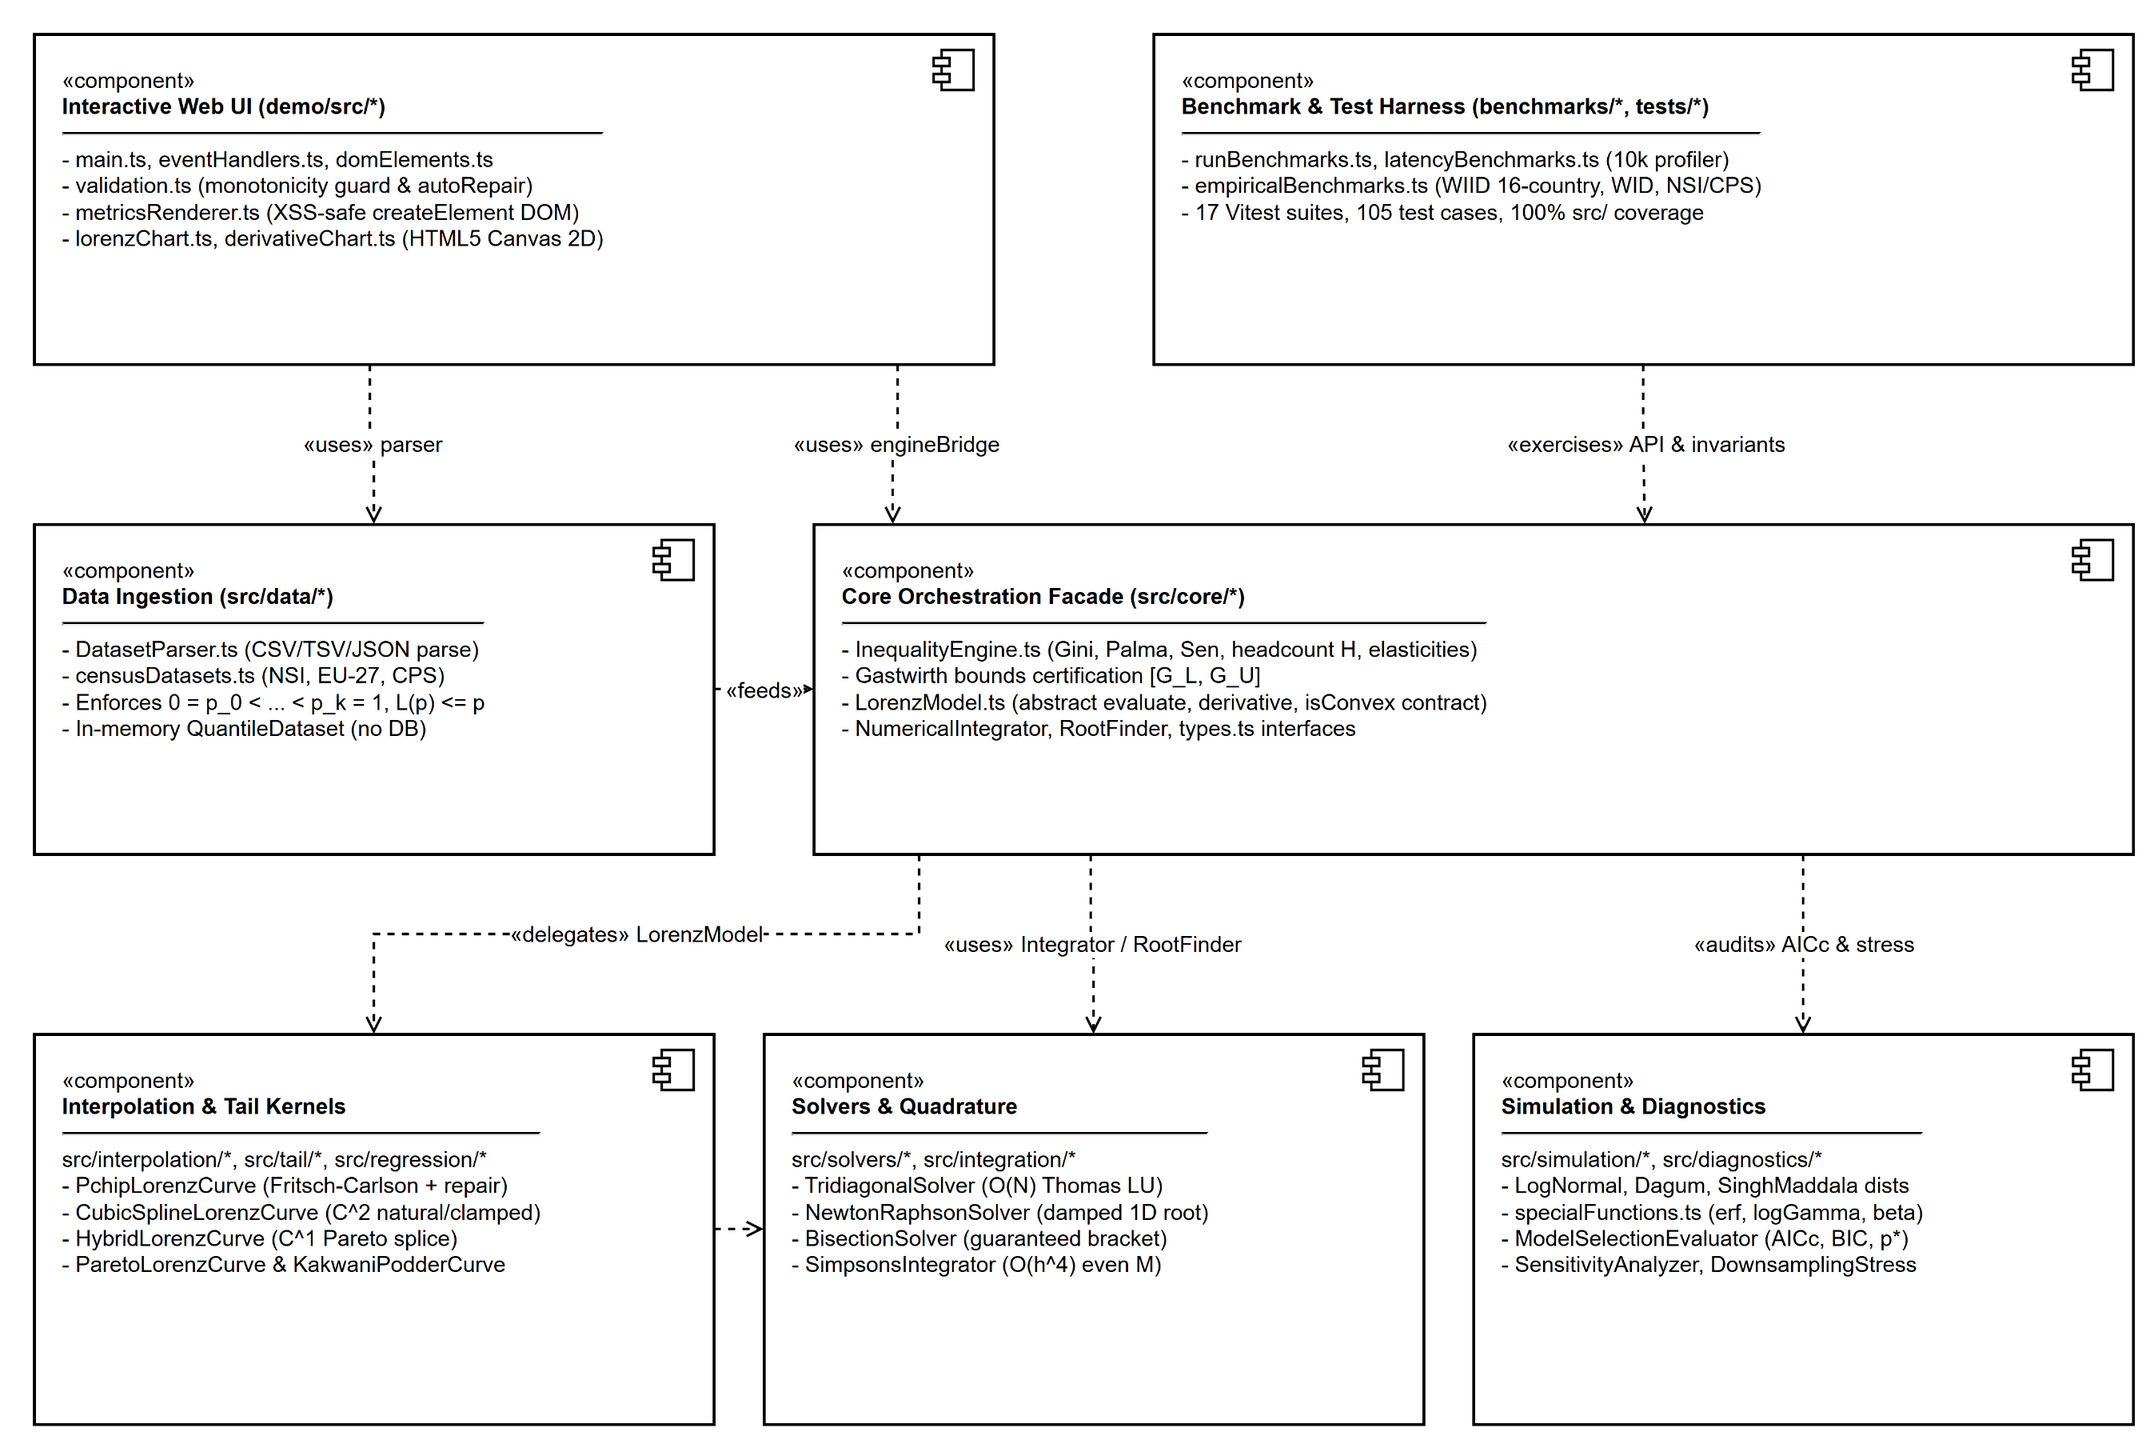 «component»
Interactive Web UI (demo/src/*)
- main.ts, eventHandlers.ts, domElements.ts
- validation.ts (monotonicity guard & autoRepair)
- metricsRenderer.ts (XSS-safe createElement DOM)
- lorenzChart.ts, derivativeChart.ts (HTML5 Canvas 2D)
«component»
Benchmark & Test Harness (benchmarks/*, tests/*)
- runBenchmarks.ts, latencyBenchmarks.ts (10k profiler)
- empiricalBenchmarks.ts (WIID 16-country, WID, NSI/CPS)
- 17 Vitest suites, 105 test cases, 100% src/ coverage
«uses» parser
«uses» engineBridge
«exercises» API & invariants
«component»
Data Ingestion (src/data/*)
- DatasetParser.ts (CSV/TSV/JSON parse)
- censusDatasets.ts (NSI, EU-27, CPS)
- Enforces 0 = p_0 < ... < p_k = 1, L(p) <= p
- In-memory QuantileDataset (no DB)
«feeds»
«component»
Core Orchestration Facade (src/core/*)
- InequalityEngine.ts (Gini, Palma, Sen, headcount H, elasticities)
- Gastwirth bounds certification [G_L, G_U]
- LorenzModel.ts (abstract evaluate, derivative, isConvex contract)
- NumericalIntegrator, RootFinder, types.ts interfaces
«delegates» LorenzModel
«uses» Integrator / RootFinder
«audits» AICc & stress
«component»
Interpolation & Tail Kernels
src/interpolation/*, src/tail/*, src/regression/*
- PchipLorenzCurve (Fritsch-Carlson + repair)
- CubicSplineLorenzCurve (C^2 natural/clamped)
- HybridLorenzCurve (C^1 Pareto splice)
- ParetoLorenzCurve & KakwaniPodderCurve
«component»
Solvers & Quadrature
src/solvers/*, src/integration/*
- TridiagonalSolver (O(N) Thomas LU)
- NewtonRaphsonSolver (damped 1D root)
- BisectionSolver (guaranteed bracket)
- SimpsonsIntegrator (O(h^4) even M)
«component»
Simulation & Diagnostics
src/simulation/*, src/diagnostics/*
- LogNormal, Dagum, SinghMaddala dists
- specialFunctions.ts (erf, logGamma, beta)
- ModelSelectionEvaluator (AICc, BIC, p*)
- SensitivityAnalyzer, DownsamplingStress